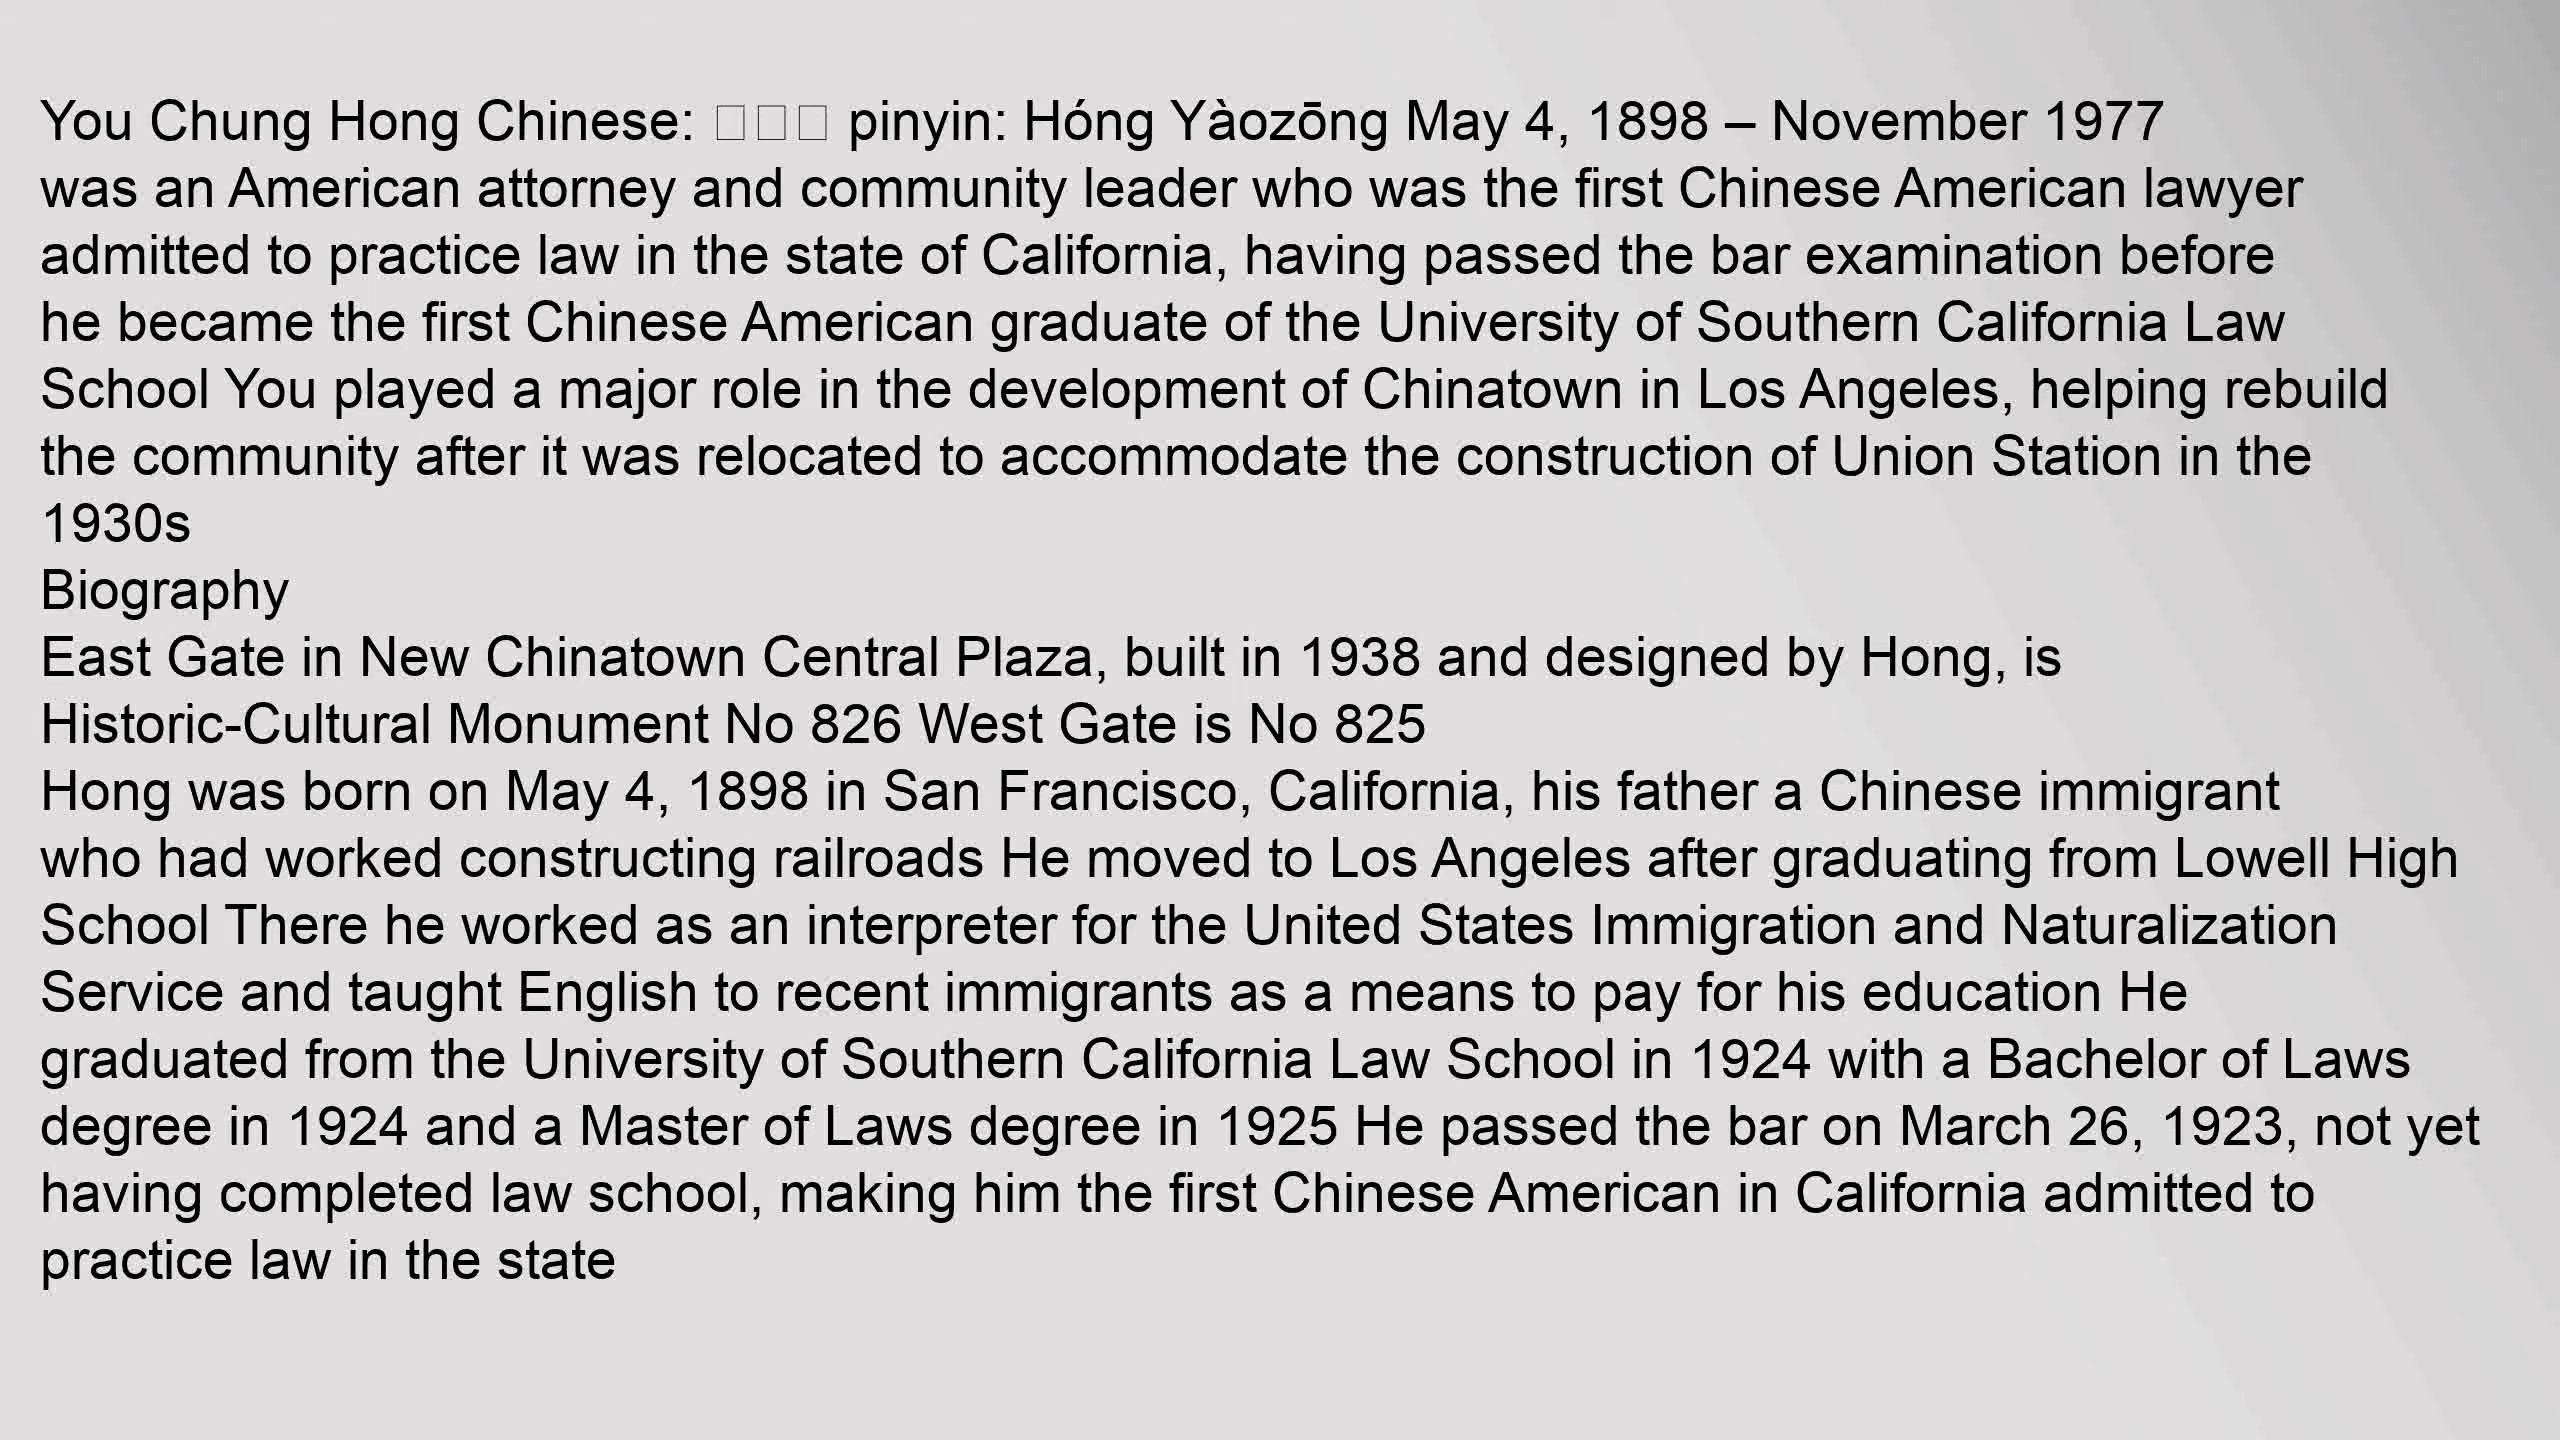 You Chung Hong Chinese: □□□ pinyin: Hóng Yàozōng May 4, 1898 – November 1977
was an American attorney and community leader who was the first Chinese American lawyer
admitted to practice law in the state of California, having passed the bar examination before
he became the first Chinese American graduate of the University of Southern California Law
School You played a major role in the development of Chinatown in Los Angeles, helping rebuild
the community after it was relocated to accommodate the construction of Union Station in the
1930s
Biography
East Gate in New Chinatown Central Plaza, built in 1938 and designed by Hong, is
Historic-Cultural Monument No 826 West Gate is No 825
Hong was born on May 4, 1898 in San Francisco, California, his father a Chinese immigrant
who had worked constructing railroads He moved to Los Angeles after graduating from Lowell High
School There he worked as an interpreter for the United States Immigration and Naturalization
Service and taught English to recent immigrants as a means to pay for his education He
graduated from the University of Southern California Law School in 1924 with a Bachelor of Laws
degree in 1924 and a Master of Laws degree in 1925 He passed the bar on March 26, 1923, not yet
having completed law school, making him the first Chinese American in California admitted to
practice law in the state